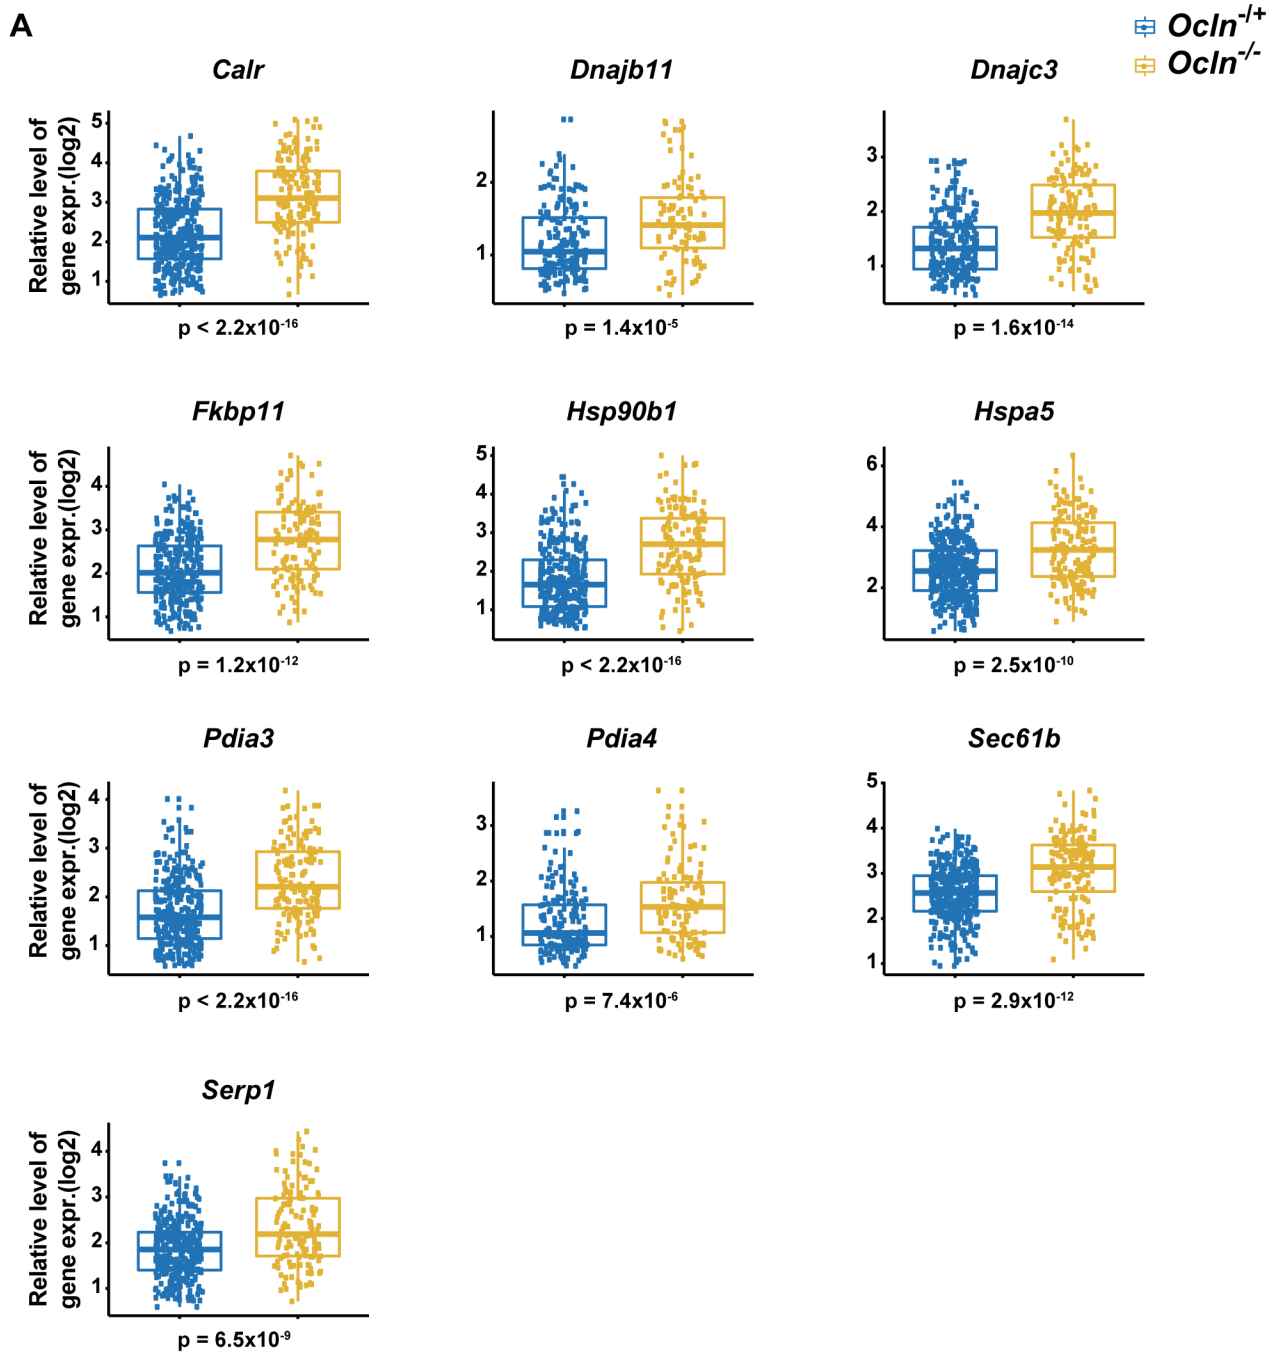 A
Ocln-/+
Ocln-/-
Calr
Dnajb11
Dnajc3
Relative level of
gene expr.(log2)
5
4
3
2
1
2
1
3
2
1
p < 2.2x10-16
p = 1.4x10-5
p = 1.6x10-14
Fkbp11
Hsp90b1
Hspa5
Relative level of
gene expr.(log2)
4
3
2
1
5
4
3
2
1
6
4
2
p = 1.2x10-12
p < 2.2x10-16
p = 2.5x10-10
Pdia3
Pdia4
Sec61b
Relative level of
gene expr.(log2)
4
3
2
1
3
2
1
5
4
3
2
1
p < 2.2x10-16
p = 7.4x10-6
p = 2.9x10-12
Serp1
Relative level of
gene expr.(log2)
4
3
2
1
p = 6.5x10-9